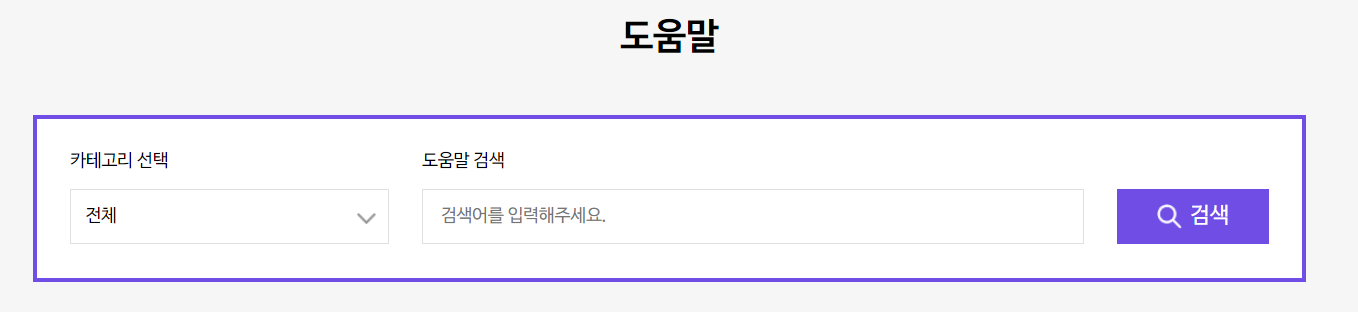 도움말
카테고리 선택
도움말 검색
전체
검색어를 입력해주세요.
검색